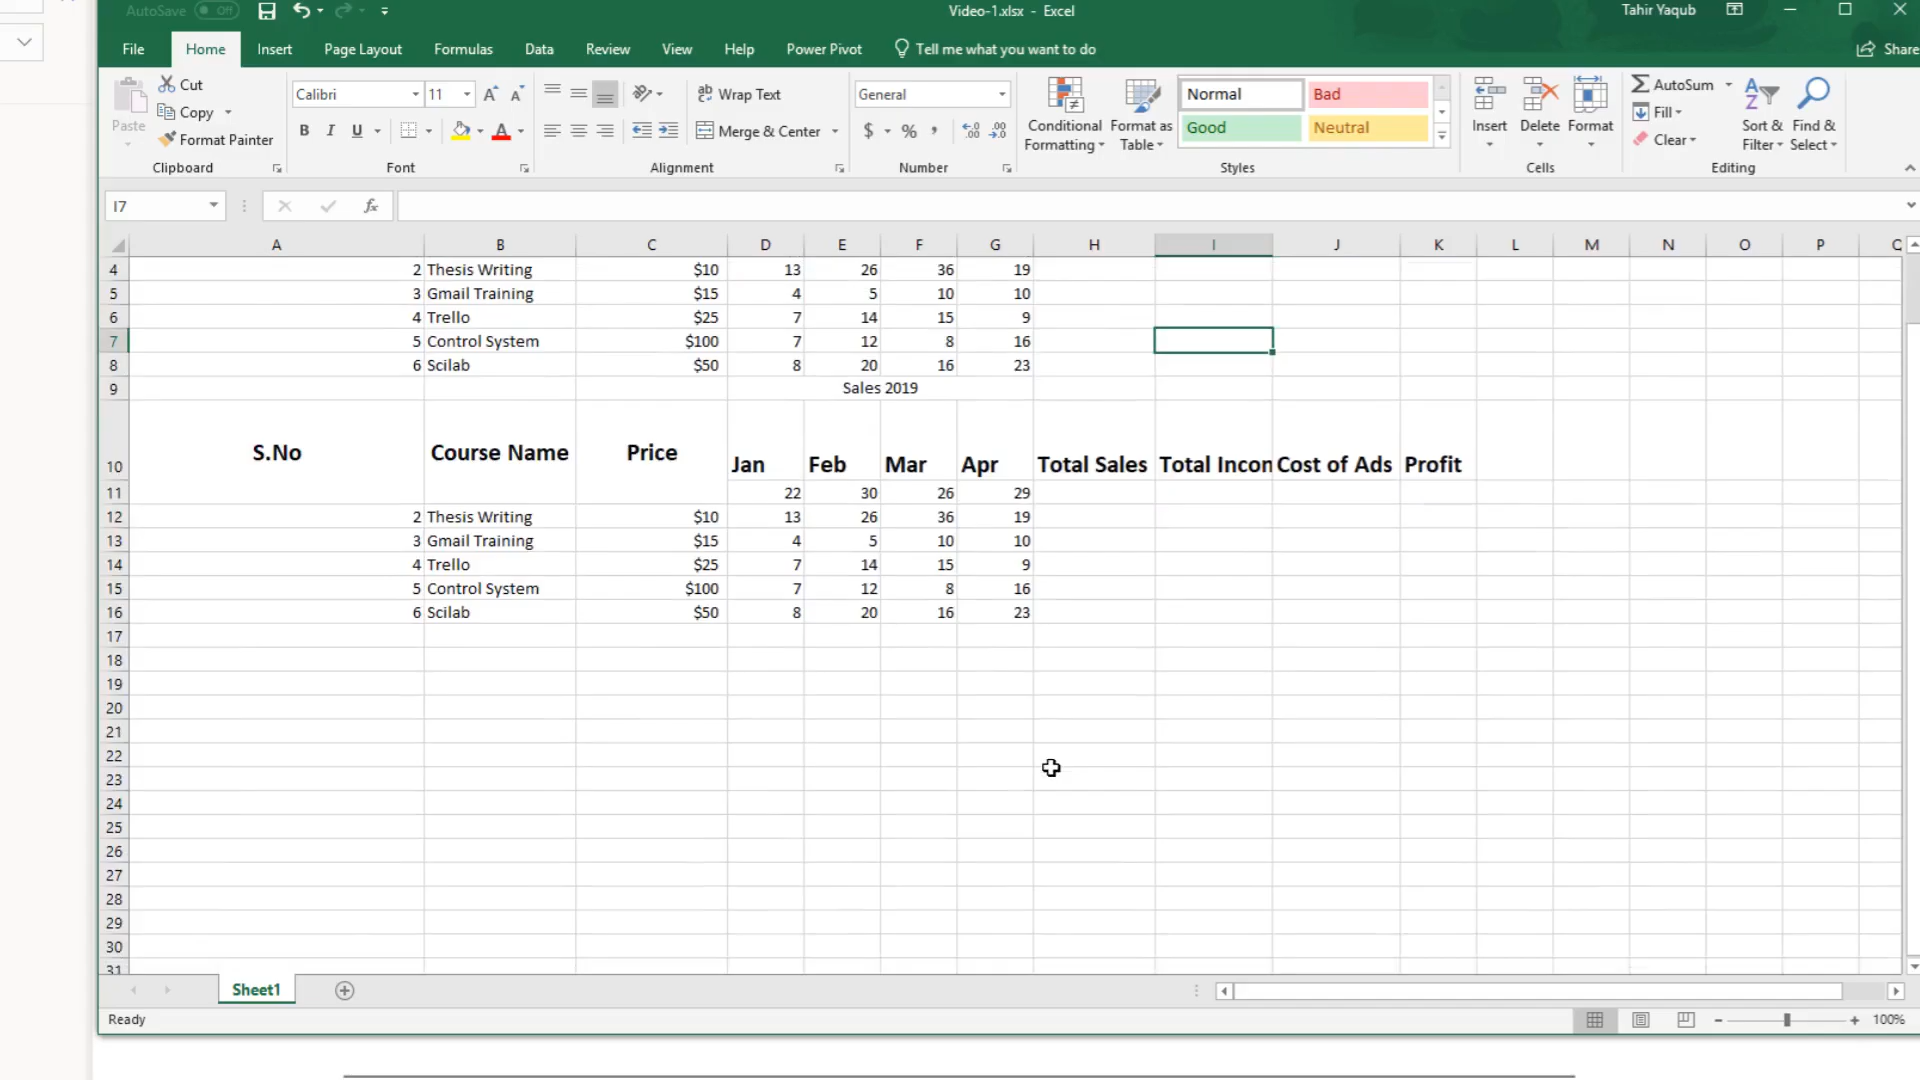 AutoSave Off Video-1.xlsx - Excel Tahir Yaqub
File Home Insert Page Layout Formulas Data Review View Help Power Pivot Tell me what you want to do Share
Paste Cut Copy Format Painter Clipboard
Calibri 11 B I U A Font
Wrap Text Merge & Center Alignment
General $ % , Number
Conditional Formatting Format as Table Normal Bad Good Neutral Styles
Insert Delete Format Cells
AutoSum Fill Clear Sort & Filter Find & Select Editing
I7 fx
A B C D E F G H I J K L M N O P Q
4 2 Thesis Writing $10 13 26 36 19
5 3 Gmail Training $15 4 5 10 10
6 4 Trello $25 7 14 15 9
7 5 Control System $100 7 12 8 16
8 6 Scilab $50 8 20 16 23
9 Sales 2019
10 S.No Course Name Price Jan Feb Mar Apr Total Sales Total Incon Cost of Ads Profit
11 22 30 26 29
12 2 Thesis Writing $10 13 26 36 19
13 3 Gmail Training $15 4 5 10 10
14 4 Trello $25 7 14 15 9
15 5 Control System $100 7 12 8 16
16 6 Scilab $50 8 20 16 23
17
18
19
20
21
22
23
24
25
26
27
28
29
30
31
Sheet1
Ready 100%